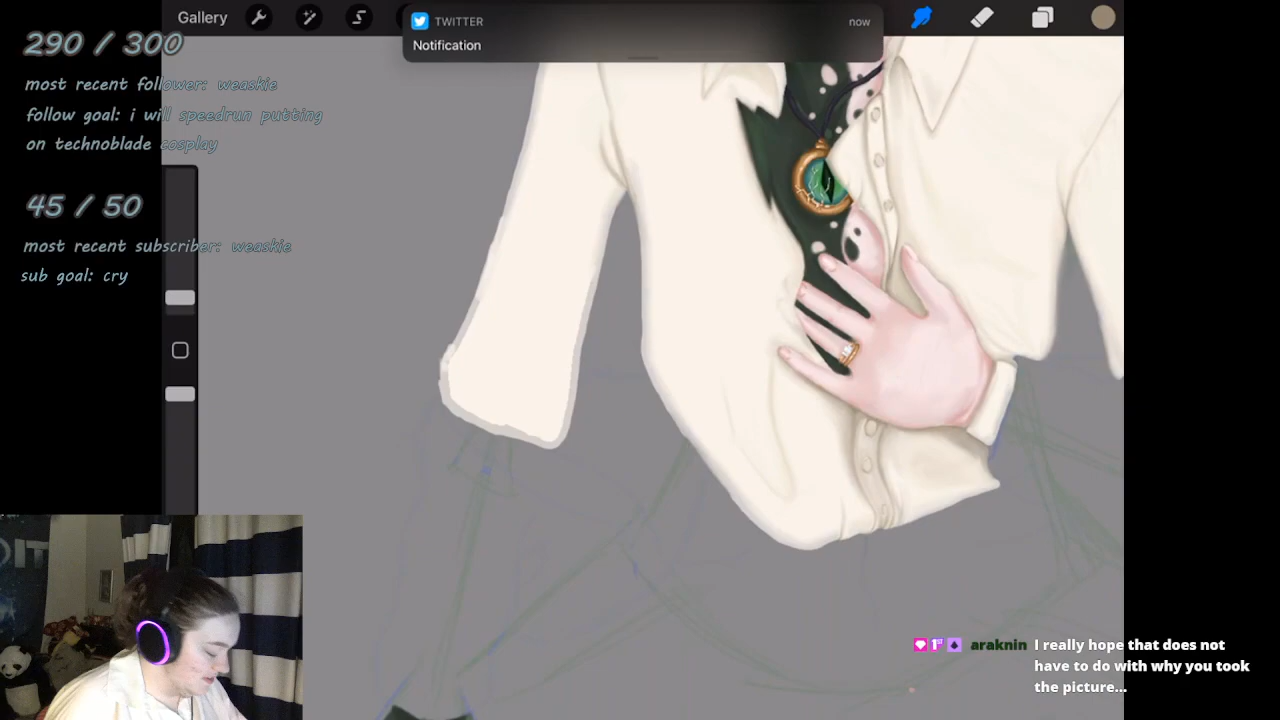 Gallery
TWITTER
now
Notification
290 / 300
most recent follower: weaskie
follow goal: i will speedrun putting
on technoblade cosplay
45 / 50
most recent subscriber: weaskie
sub goal: cry
araknin I really hope that does not
have to do with why you took
the picture...